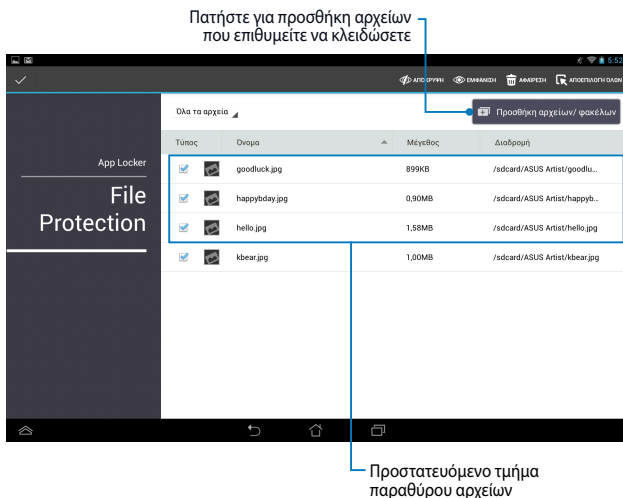 Πατήστε για προσθήκη αρχείων
που επιθυμείτε να κλειδώσετε
5:52
ΑΠΟΚΡΥΨΗ ΕΜΦΑΝΙΣΗ ΑΦΑΙΡΕΣΗ ΑΠΟΕΠΙΛΟΓΗ ΟΛΩΝ
Όλα τα αρχεία
Προσθήκη αρχείων/ φακέλων
Τύπος Όνομα Μέγεθος Διαδρομή
App Locker
File
Protection
goodluck.jpg 899KB /sdcard/ASUS Artist/goodlu...
happybday.jpg 0,90MB /sdcard/ASUS Artist/happyb...
hello.jpg 1,58MB /sdcard/ASUS Artist/hello.jpg
kbear.jpg 1,00MB /sdcard/ASUS Artist/kbear.jpg
Προστατευόμενο τμήμα
παραθύρου αρχείων